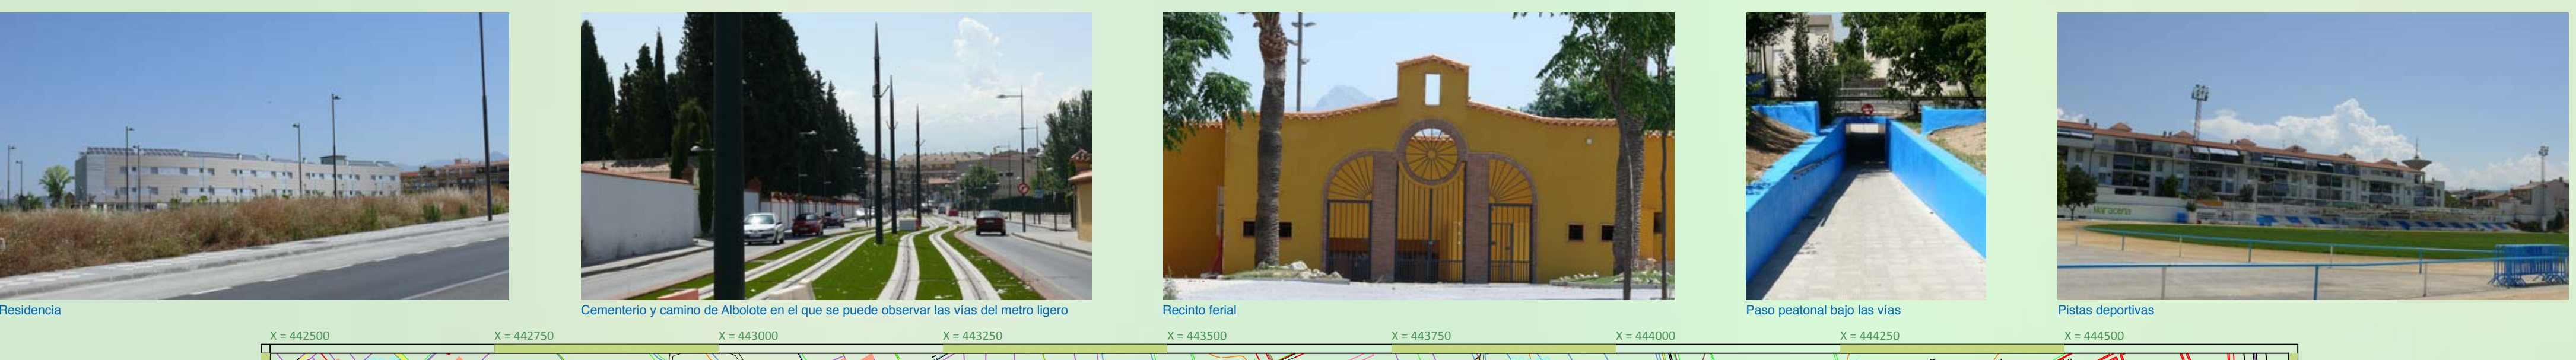 Maracena
Residencia
Cementerio y camino de Albolote en el que se puede observar las vías del metro ligero
Recinto ferial
Paso peatonal bajo las vías
Pistas deportivas
X = 442500
X = 442750
X = 443000
X = 443250
X = 443500
X = 443750
X = 444000
X = 444250
X = 444500